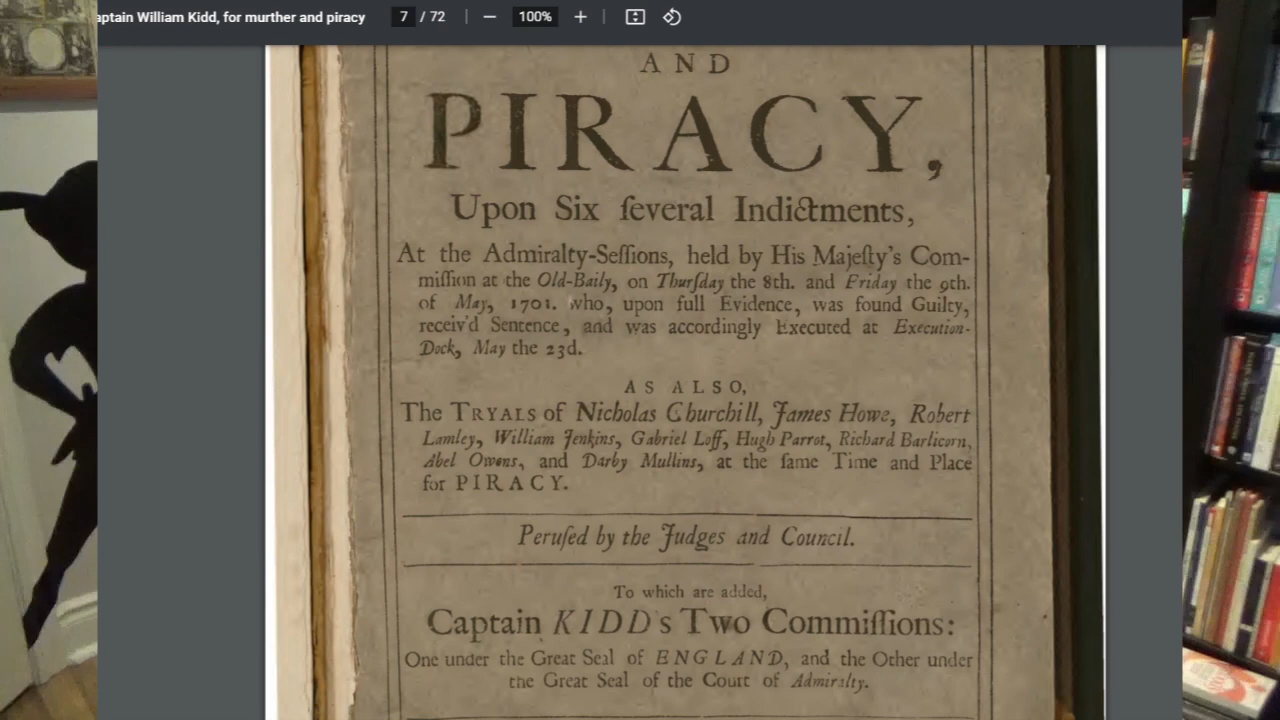 aptain William Kidd, for murther and piracy 7 / 72 100%
AND
PIRACY,
Upon Six ſeveral Indictments,
At the Admiralty-Seſſions, held by His Majeſty's Com-
miſſion at the Old-Baily, on Thurſday the 8th. and Friday the 9th.
of May, 1701. who, upon full Evidence, was found Guilty,
receiv'd Sentence, and was accordingly Executed at Execution-
Dock, May the 23d.
AS ALSO,
The TRYALS of Nicholas Churchill, James Howe, Robert
Lamley, William Jenkins, Gabriel Loff, Hugh Parrot, Richard Barlicorn,
Abel Owens, and Darby Mullins, at the ſame Time and Place
for PIRACY.
Peruſed by the Judges and Council.
To which are added,
Captain KIDD's Two Commiſſions:
One under the Great Seal of ENGLAND, and the Other under
the Great Seal of the Court of Admiralty.